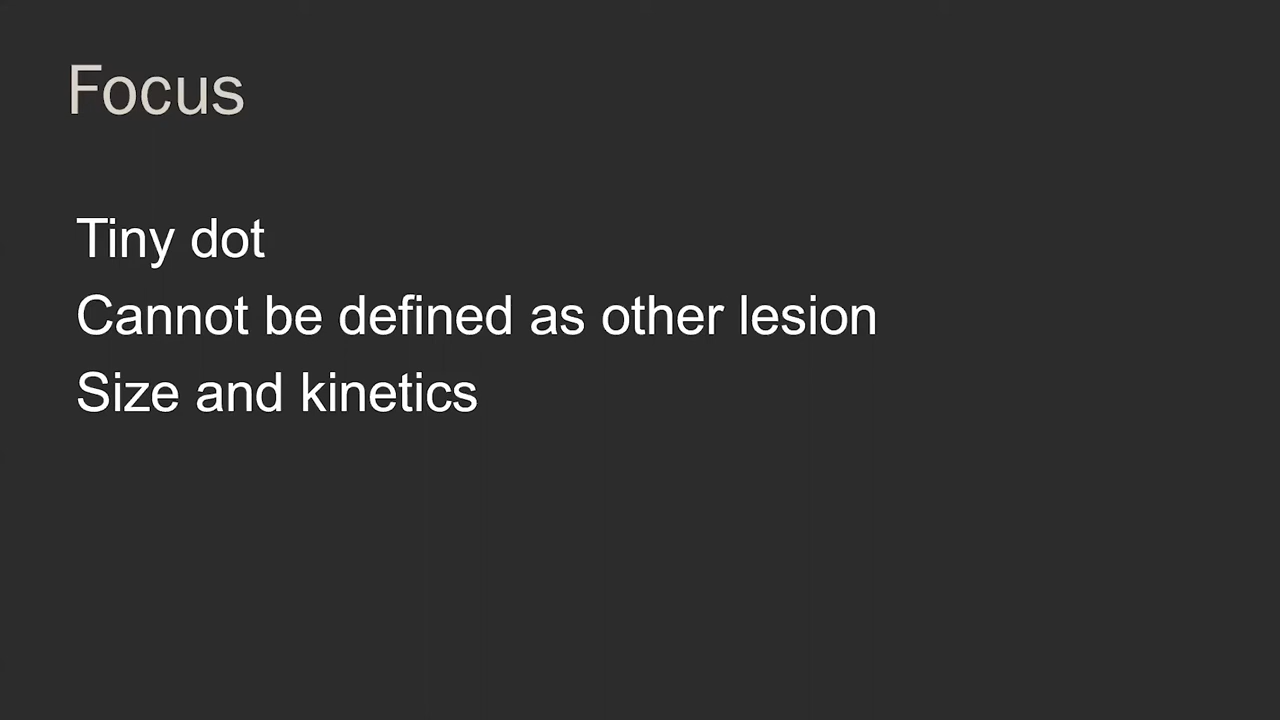 Focus
Tiny dot
Cannot be defined as other lesion
Size and kinetics